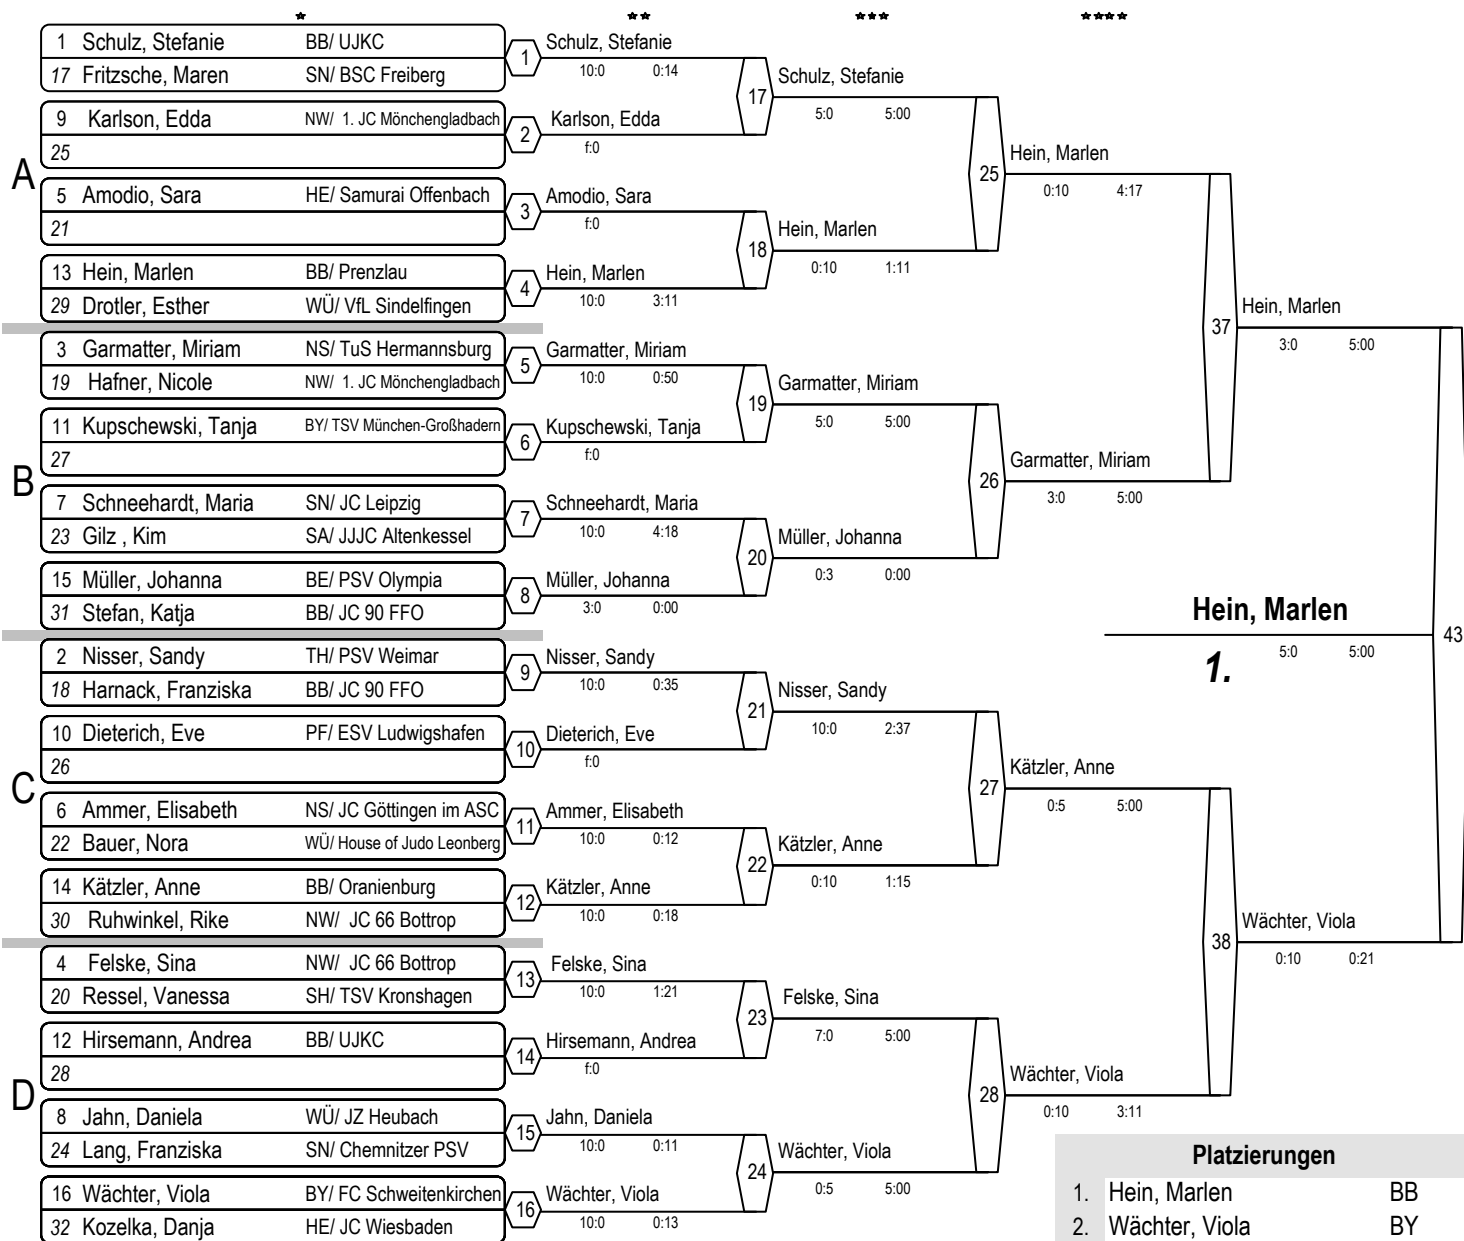 1 Schulz, Stefanie BB/ UJKC
17 Fritzsche, Maren SN/ BSC Freiberg
9 Karlson, Edda NW/ 1. JC Mönchengladbach
25
A
5 Amodio, Sara HE/ Samurai Offenbach
21
13 Hein, Marlen BB/ Prenzlau
29 Drotler, Esther WÜ/ VfL Sindelfingen
3 Garmatter, Miriam NS/ TuS Hermannsburg
19 Hafner, Nicole NW/ 1. JC Mönchengladbach
11 Kupschewski, Tanja BY/ TSV München-Großhadern
27
B
7 Schneehardt, Maria SN/ JC Leipzig
23 Gilz , Kim SA/ JJJC Altenkessel
15 Müller, Johanna BE/ PSV Olympia
31 Stefan, Katja BB/ JC 90 FFO
2 Nisser, Sandy TH/ PSV Weimar
18 Harnack, Franziska BB/ JC 90 FFO
10 Dieterich, Eve PF/ ESV Ludwigshafen
26
C
6 Ammer, Elisabeth NS/ JC Göttingen im ASC
22 Bauer, Nora WÜ/ House of Judo Leonberg
14 Kätzler, Anne BB/ Oranienburg
30 Ruhwinkel, Rike NW/ JC 66 Bottrop
4 Felske, Sina NW/ JC 66 Bottrop
20 Ressel, Vanessa SH/ TSV Kronshagen
12 Hirsemann, Andrea BB/ UJKC
28
D
8 Jahn, Daniela WÜ/ JZ Heubach
24 Lang, Franziska SN/ Chemnitzer PSV
16 Wächter, Viola BY/ FC Schweitenkirchen
32 Kozelka, Danja HE/ JC Wiesbaden
1 Schulz, Stefanie
10:0 0:14
2 Karlson, Edda
f:0
3 Amodio, Sara
f:0
4 Hein, Marlen
10:0 3:11
5 Garmatter, Miriam
10:0 0:50
6 Kupschewski, Tanja
f:0
7 Schneehardt, Maria
10:0 4:18
8 Müller, Johanna
3:0 0:00
9 Nisser, Sandy
10:0 0:35
10 Dieterich, Eve
f:0
11 Ammer, Elisabeth
10:0 0:12
12 Kätzler, Anne
10:0 0:18
13 Felske, Sina
10:0 1:21
14 Hirsemann, Andrea
f:0
15 Jahn, Daniela
10:0 0:11
16 Wächter, Viola
10:0 0:13
17 Schulz, Stefanie
5:0 5:00
18 Hein, Marlen
0:10 1:11
19 Garmatter, Miriam
5:0 5:00
20 Müller, Johanna
0:3 0:00
21 Nisser, Sandy
10:0 2:37
22 Kätzler, Anne
0:10 1:15
23 Felske, Sina
7:0 5:00
24 Wächter, Viola
0:5 5:00
25 Hein, Marlen
0:10 4:17
26 Garmatter, Miriam
3:0 5:00
27 Kätzler, Anne
0:5 5:00
28 Wächter, Viola
0:10 3:11
37 Hein, Marlen
3:0 5:00
38 Wächter, Viola
0:10 0:21
Hein, Marlen
43
1. 5:0 5:00
Platzierungen
1. Hein, Marlen BB
2. Wächter, Viola BY